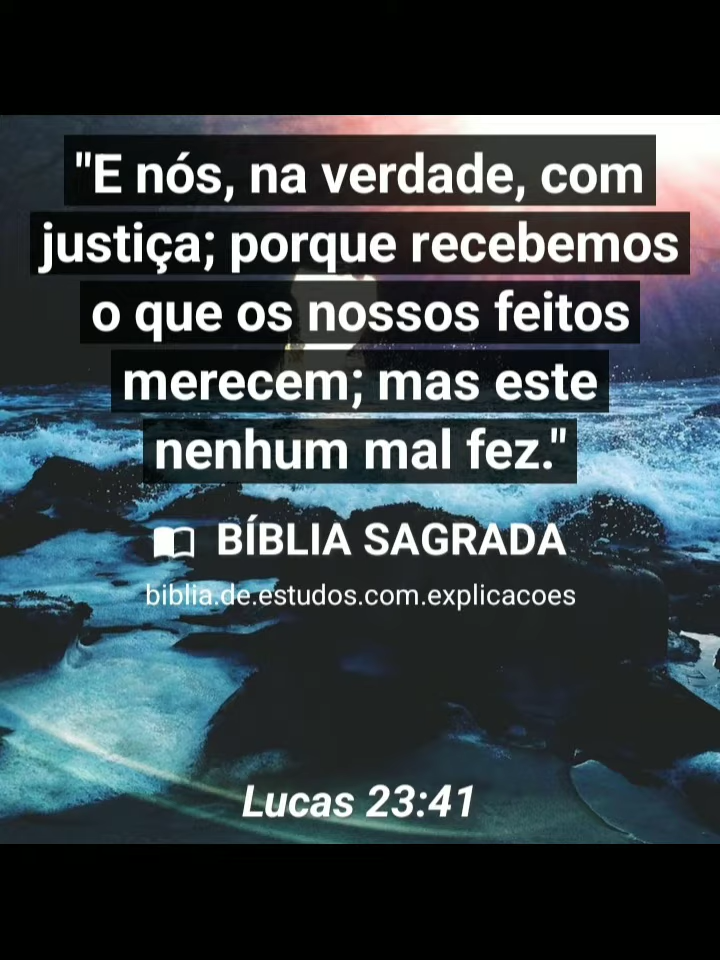 "E nós, na verdade, com
justiça; porque recebemos
o que os nossos feitos
merecem; mas este
nenhum mal fez."
BÍBLIA SAGRADA
biblia.de.estudos.com.explicacoes
Lucas 23:41